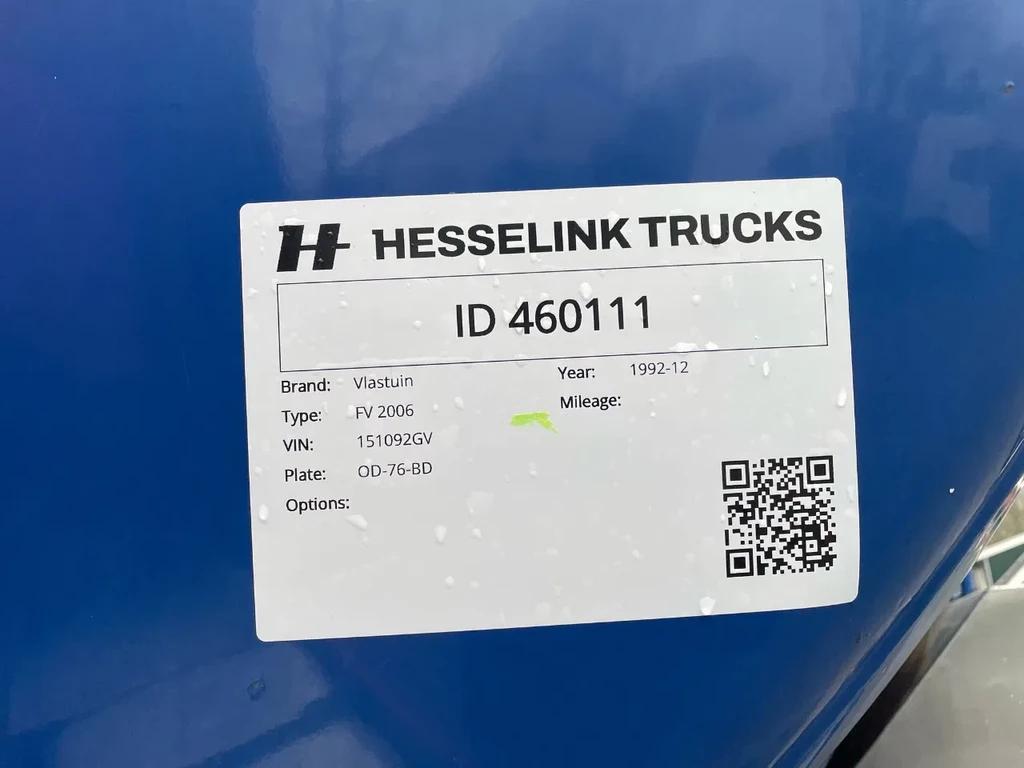 H HESSELINK TRUCKS
ID 460111
Brand: Vlastuin Year: 1992-12
Type: FV 2006 Mileage:
VIN: 151092GV
Plate: OD-76-BD
Options: